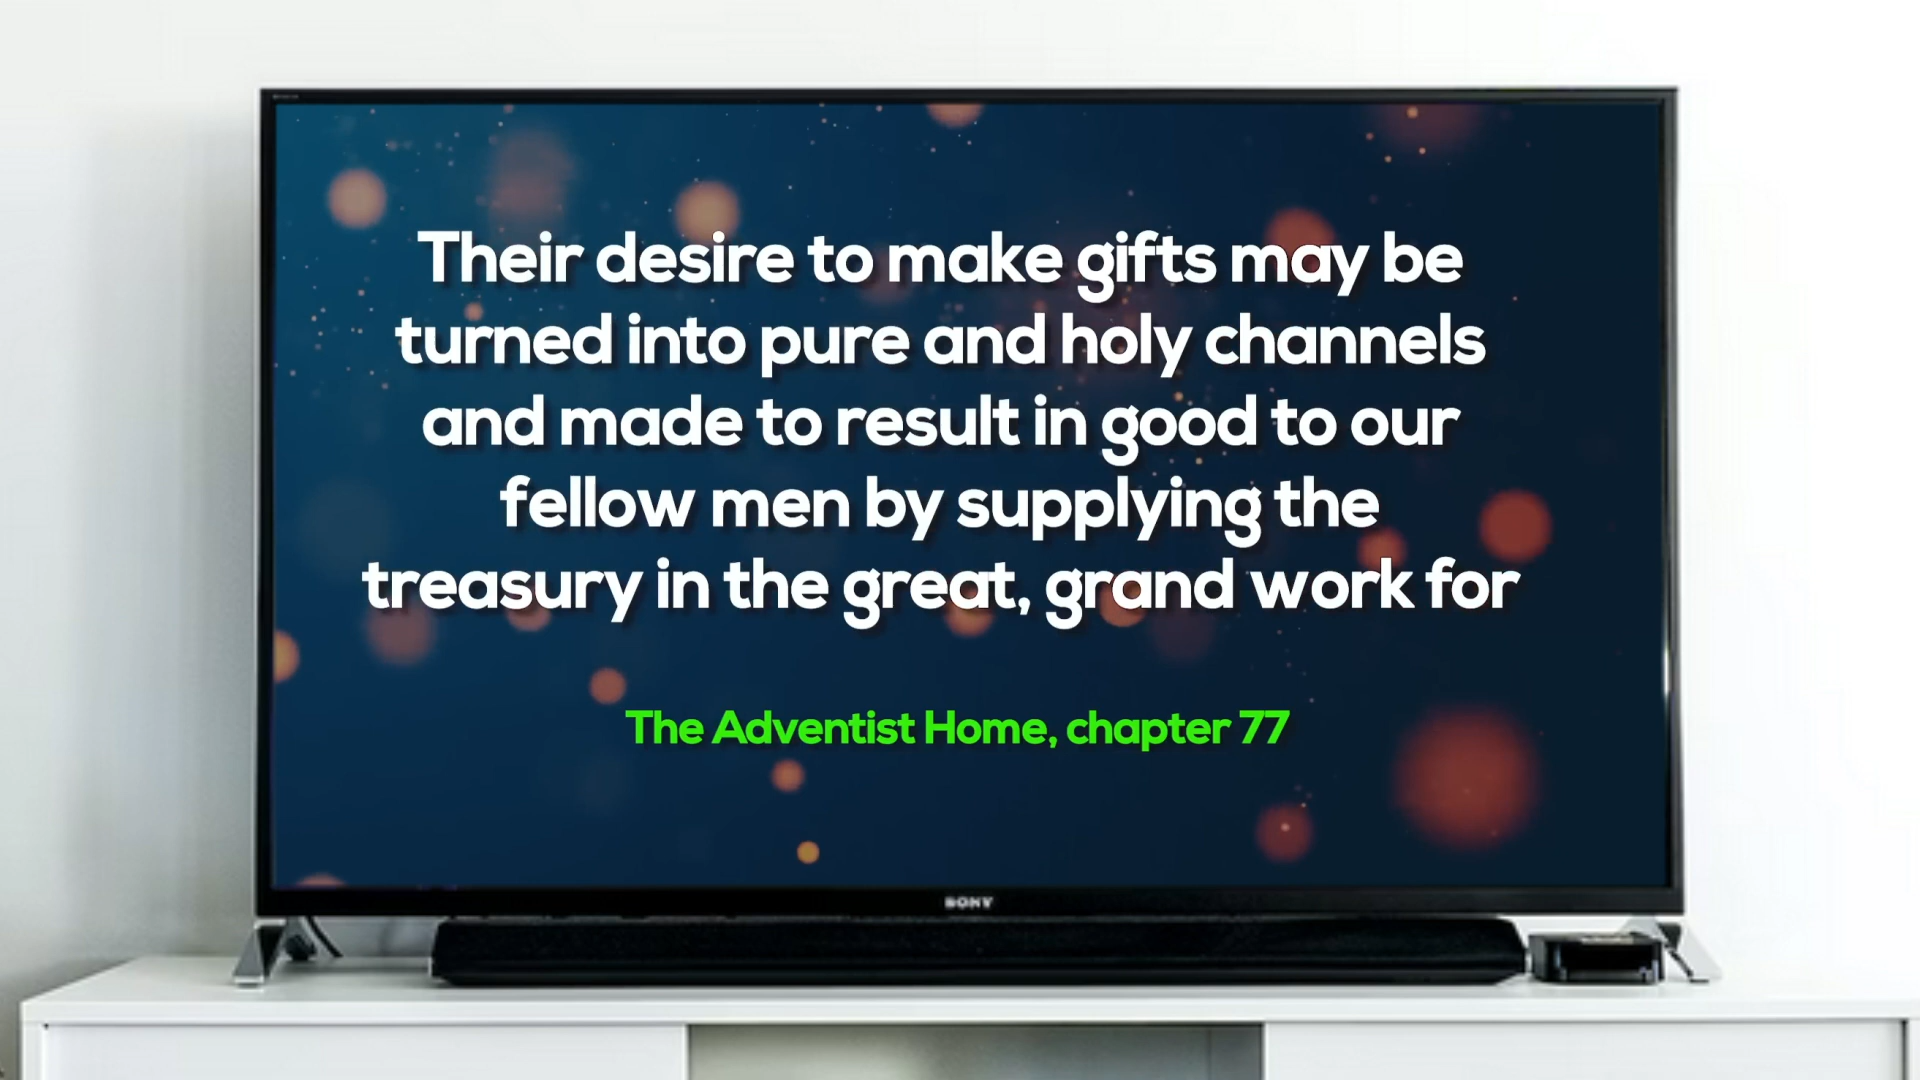 Their desire to make gifts may be
turned into pure and holy channels
and made to result in good to our
fellow men by supplying the
treasury in the great, grand work for
The Adventist Home, chapter 77
SONY